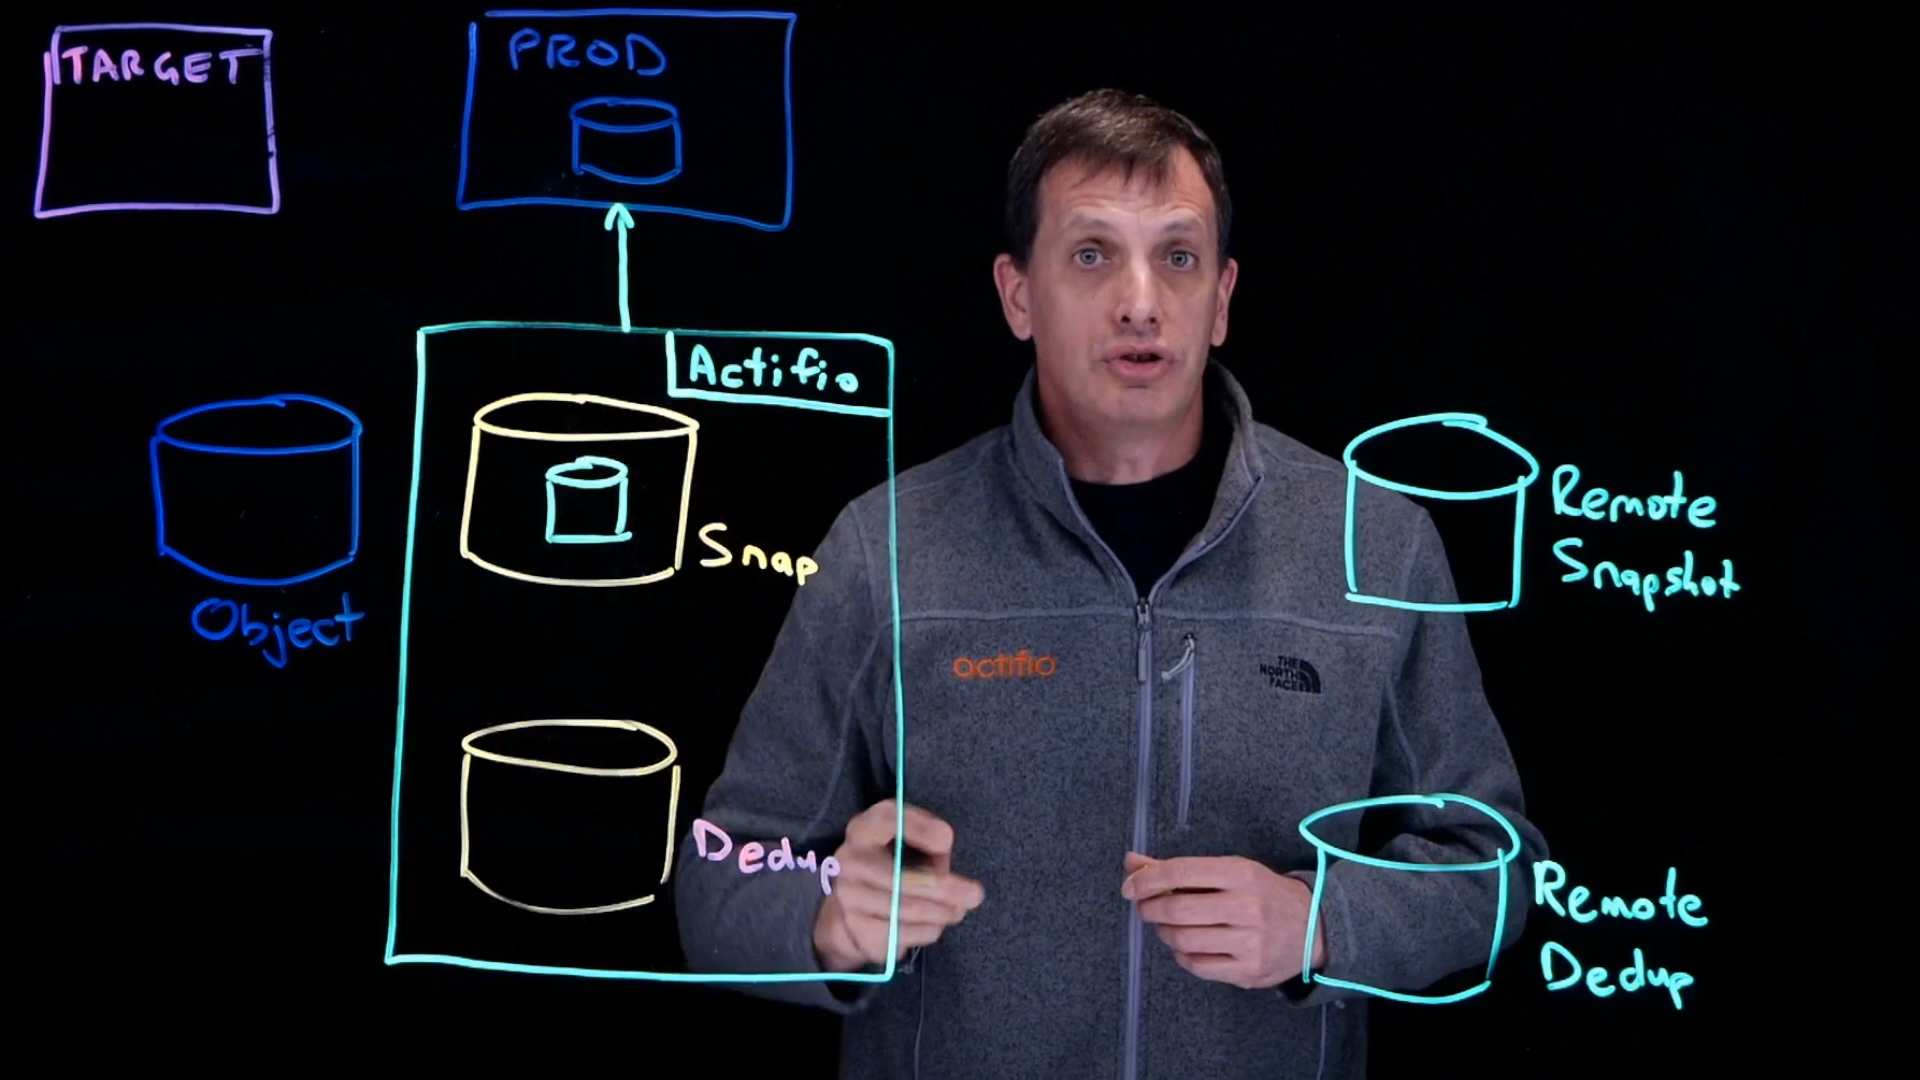 TARGET
PROD
Actifio
Snap
Object
Dedup
actifio
THE
NORTH
FACE
Remote
Snapshot
Remote
Dedup